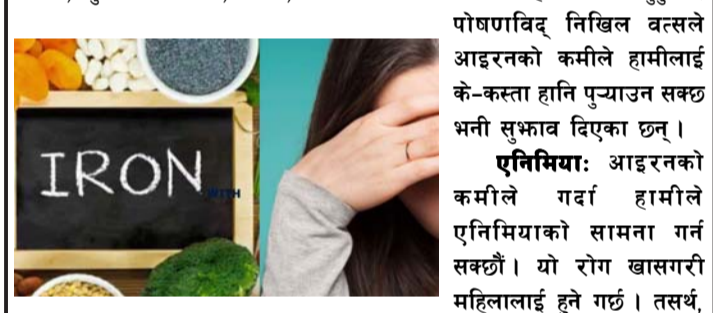 IRON
WITH
पोषणविद् निखिल वत्सले
आइरनको कमीले हामीलाई
के-कस्ता हानि पुऱ्याउन सक्छ
भनी सुझाव दिएका छन् ।
एनिमिया: आइरनको
कमीले गर्दा हामीले
एनिमियाको सामना गर्न
सक्छौं । यो रोग खासगरी
महिलालाई हुने गर्छ । तसर्थ,